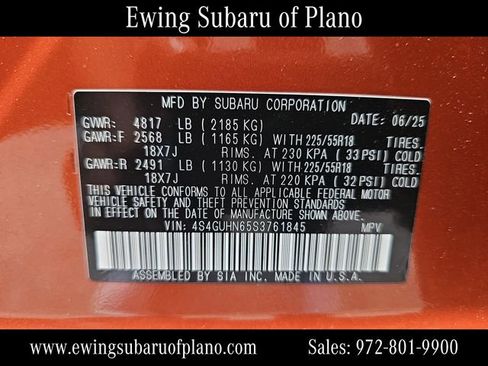 Ewing Subaru of Plano
MFD BY SUBARU CORPORATION DATE: 06/25
GVWR: 4817 LB ( 2185 KG)
GAWR:F 2568 LB ( 1165 KG) WITH 225/55R18 TIRES.
18X7J RIMS. AT 230 KPA ( 33 PSI) COLD
GAWR:R 2491 LB ( 1130 KG) WITH 225/55R18 TIRES.
18X7J RIMS. AT 220 KPA ( 32 PSI) COLD
THIS VEHICLE CONFORMS TO ALL APPLICABLE FEDERAL MOTOR
VEHICLE SAFETY AND THEFT PREVENTION STANDARDS IN
EFFECT ON THE DATE OF MANUFACTURE SHOWN ABOVE.
VIN: 4S4GUHN65S3761845 MPV
ASSEMBLED BY SIA INC. MADE IN U.S.A.
www.ewingsubaruofplano.com Sales: 972-801-9900